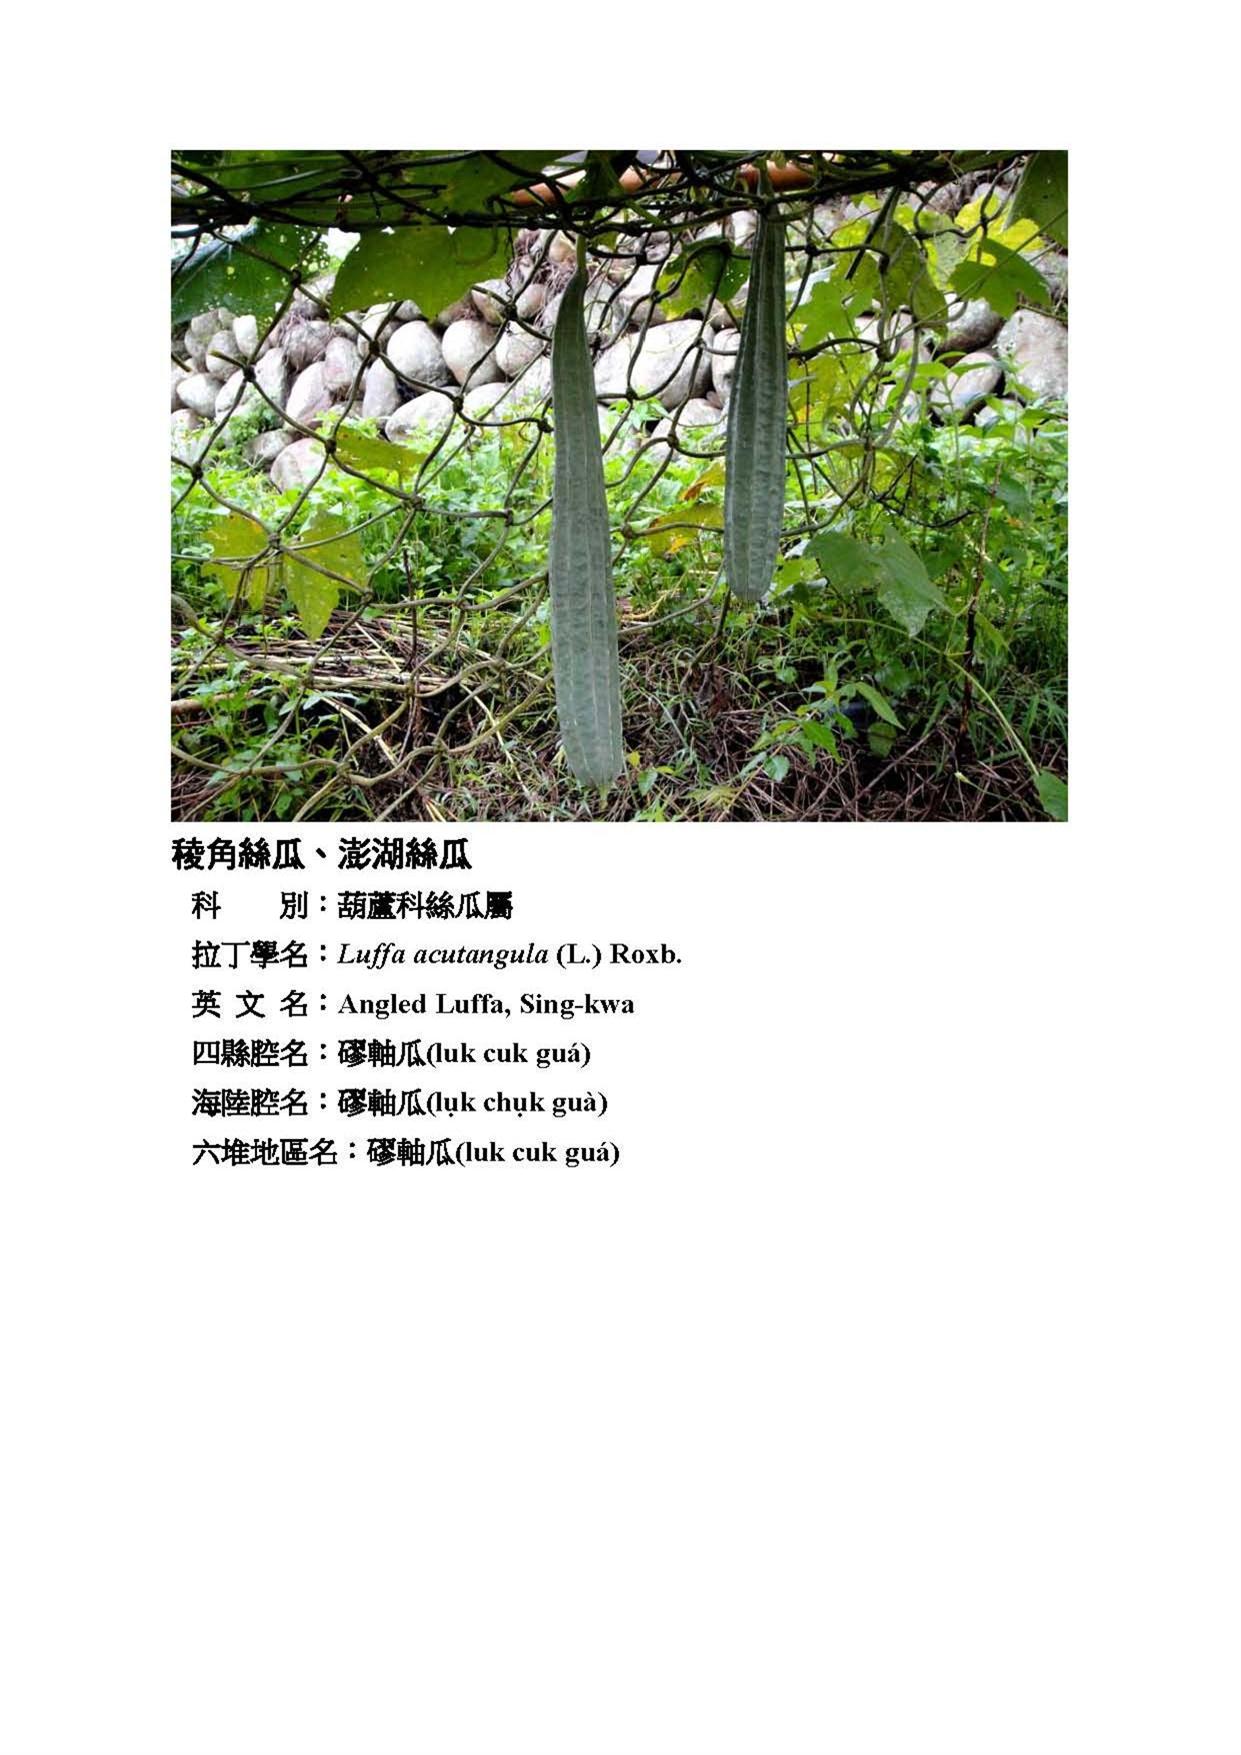 稜角絲瓜、澎湖絲瓜
科　　別：葫蘆科絲瓜屬
拉丁學名：Luffa acutangula (L.) Roxb.
英 文 名：Angled Luffa, Sing-kwa
四縣腔名：磟軸瓜(luk cuk guá)
海陸腔名：磟軸瓜(lụk chụk guà)
六堆地區名：磟軸瓜(luk cuk guá)